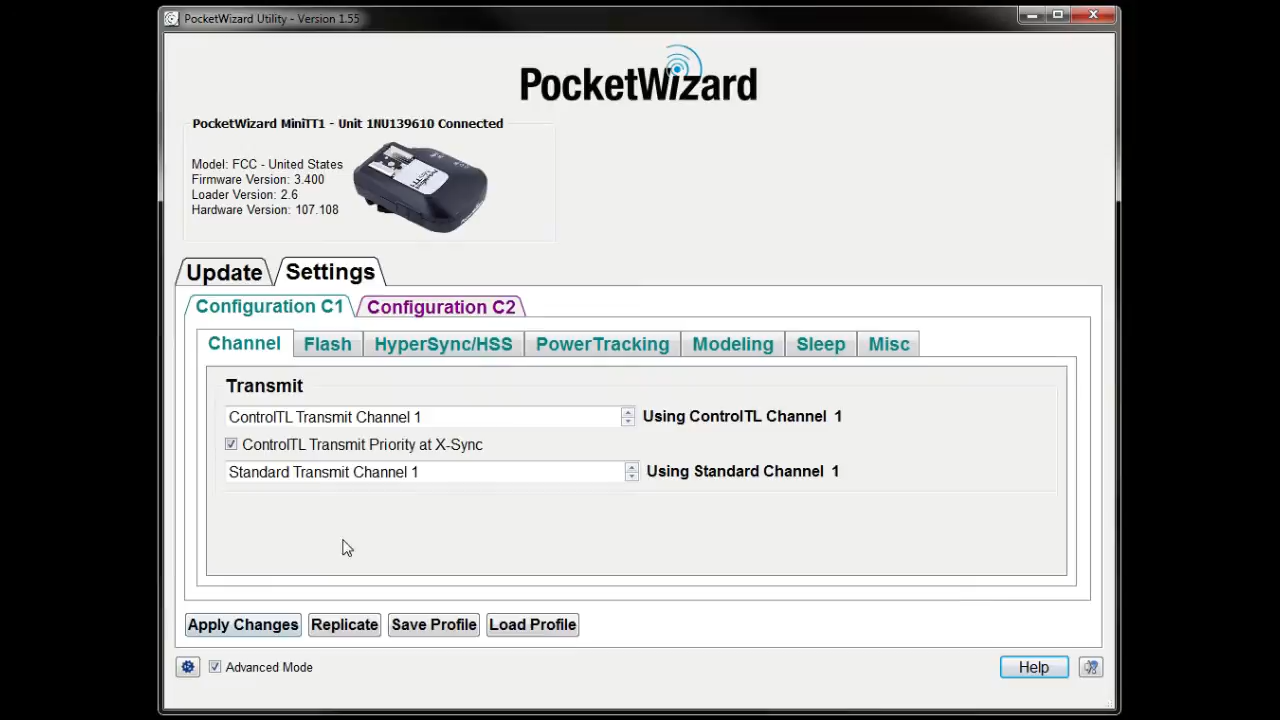 PocketWizard Utility - Version 1.55
PocketWizard
PocketWizard MiniTT1 - Unit 1NU139610 Connected
Model: FCC - United States
Firmware Version: 3.400
Loader Version: 2.6
Hardware Version: 107.108
Update Settings
Configuration C1 Configuration C2
Channel Flash HyperSync/HSS PowerTracking Modeling Sleep Misc
Transmit
ControlTL Transmit Channel 1 Using ControlTL Channel 1
ControlTL Transmit Priority at X-Sync
Standard Transmit Channel 1 Using Standard Channel 1
Apply Changes Replicate Save Profile Load Profile
Advanced Mode Help